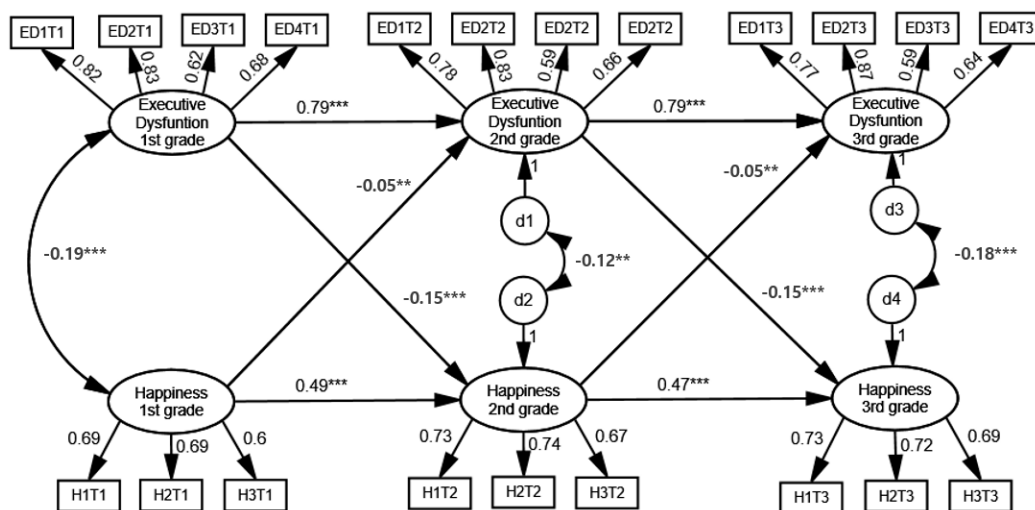 ED1T1
ED2T1
ED3T1
ED4T1
ED1T2
ED2T2
ED2T2
ED2T2
ED1T3
ED2T3
ED3T3
ED4T3
0.82
0.83
0.62
0.68
0.78
0.83
0.59
0.66
0.77
0.87
0.59
0.64
Executive
Dysfuntion
1st grade
0.79***
Executive
Dysfuntion
2nd grade
0.79***
Executive
Dysfuntion
3rd grade
1
1
-0.05**
-0.05**
d1
d3
-0.19***
-0.12**
-0.18***
-0.15***
d2
-0.15***
d4
1
1
Happiness
1st grade
0.49***
Happiness
2nd grade
0.47***
Happiness
3rd grade
0.69
0.69
0.6
0.73
0.74
0.67
0.73
0.72
0.69
H1T1
H2T1
H3T1
H1T2
H2T2
H3T2
H1T3
H2T3
H3T3